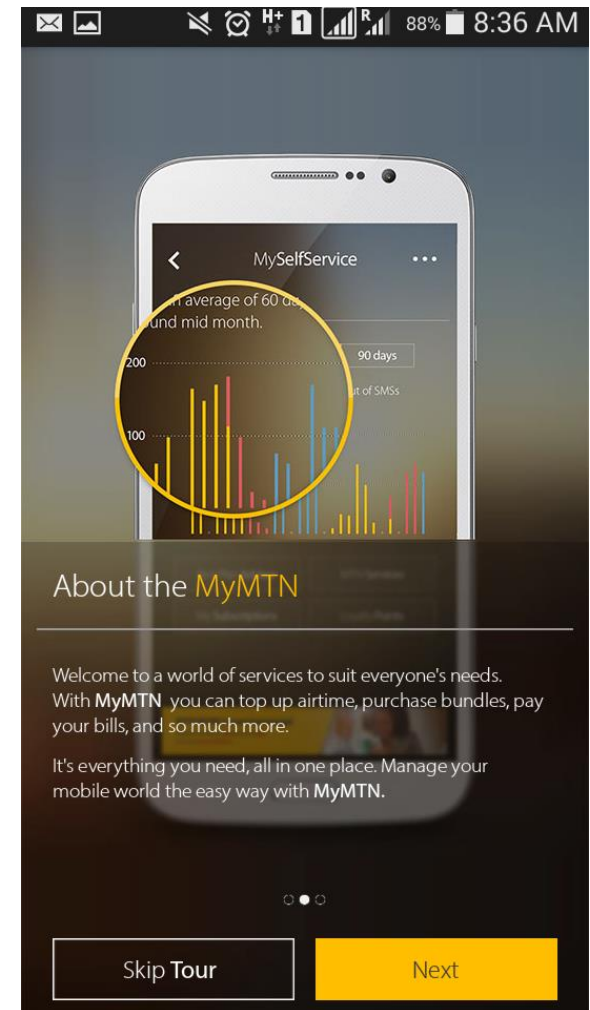 H+ 1 R 88% 8:36 AM
MySelfService
average of 60
ound mid month.
200
90 days
ut of SMSs
100
About the MyMTN
Welcome to a world of services to suit everyone's needs.
With MyMTN you can top up airtime, purchase bundles, pay
your bills, and so much more.
It's everything you need, all in one place. Manage your
mobile world the easy way with MyMTN.
Skip Tour
Next